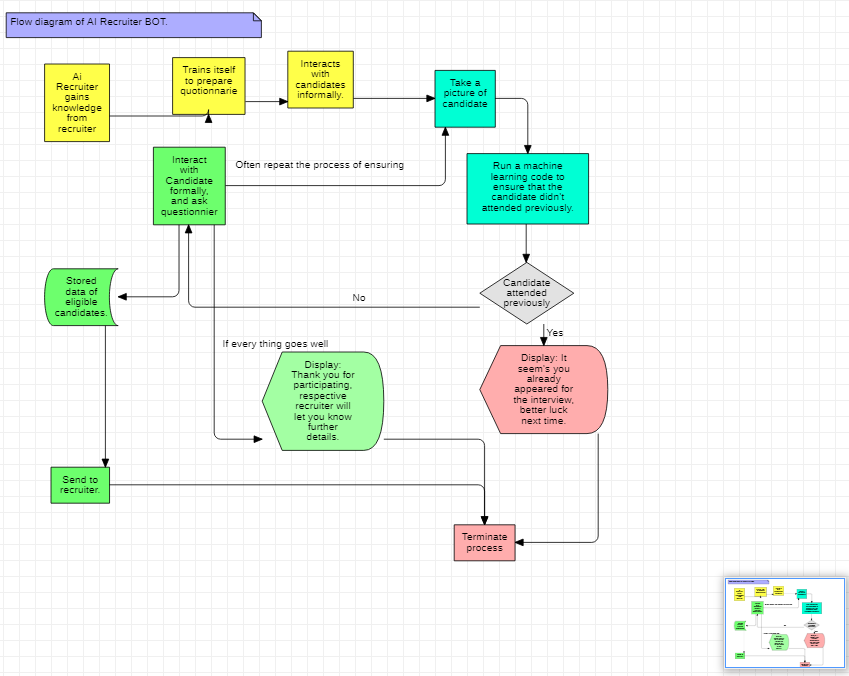 Flow diagram of AI Recruiter BOT.
Ai
Recruiter
gains
knowledge
from
recruiter
Trains itself
to prepare
quotionnarie
Interacts
with
candidates
informally.
Take a
picture of
candidate
Interact
with
Candidate
formally,
and ask
questionnier
Often repeat the process of ensuring
Run a machine
learning code to
ensure that the
candidate didn't
attended previously.
Stored
data of
eligible
candidates.
No
Candidate
attended
previously
Yes
If every thing goes well
Display:
Thank you for
participating,
respective
recruiter will
let you know
further
details.
Display: It
seem's you
already
appeared for
the interview,
better luck
next time.
Send to
recruiter.
Terminate
process